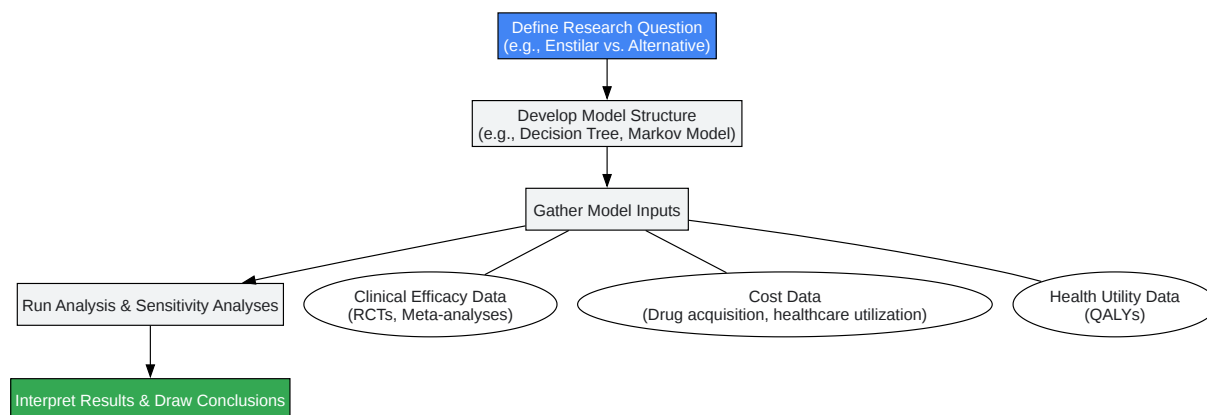 Define Research Question
(e.g., Enstilar vs. Alternative)
Develop Model Structure
(e.g., Decision Tree, Markov Model)
Gather Model Inputs
Run Analysis & Sensitivity Analyses
Clinical Efficacy Data
(RCTs, Meta-analyses)
Cost Data
(Drug acquisition, healthcare utilization)
Health Utility Data
(QALYs)
Interpret Results & Draw Conclusions